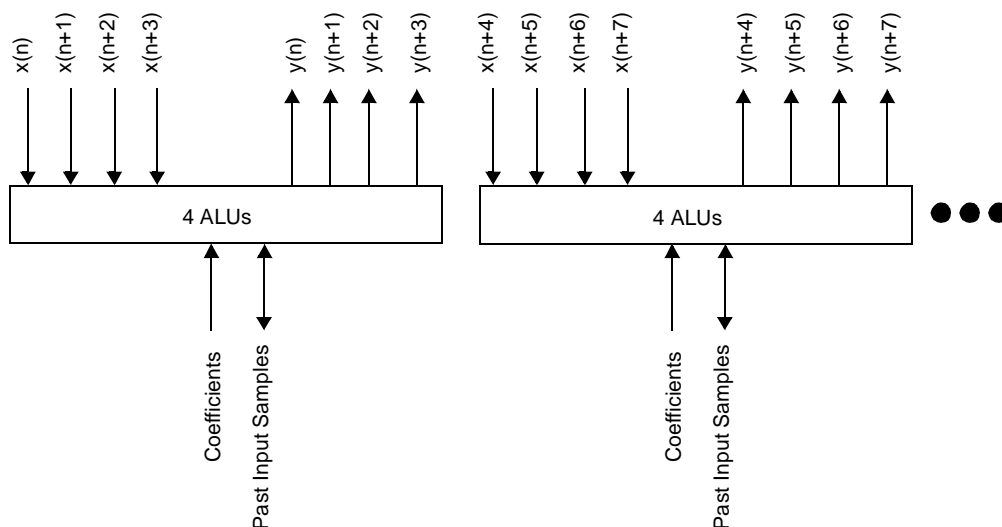 x(n)
x(n+1)
x(n+2)
x(n+3)
y(n)
y(n+1)
y(n+2)
y(n+3)
x(n+4)
x(n+5)
x(n+6)
x(n+7)
y(n+4)
y(n+5)
y(n+6)
y(n+7)
4 ALUs
4 ALUs
Coefficients
Past Input Samples
Coefficients
Past Input Samples